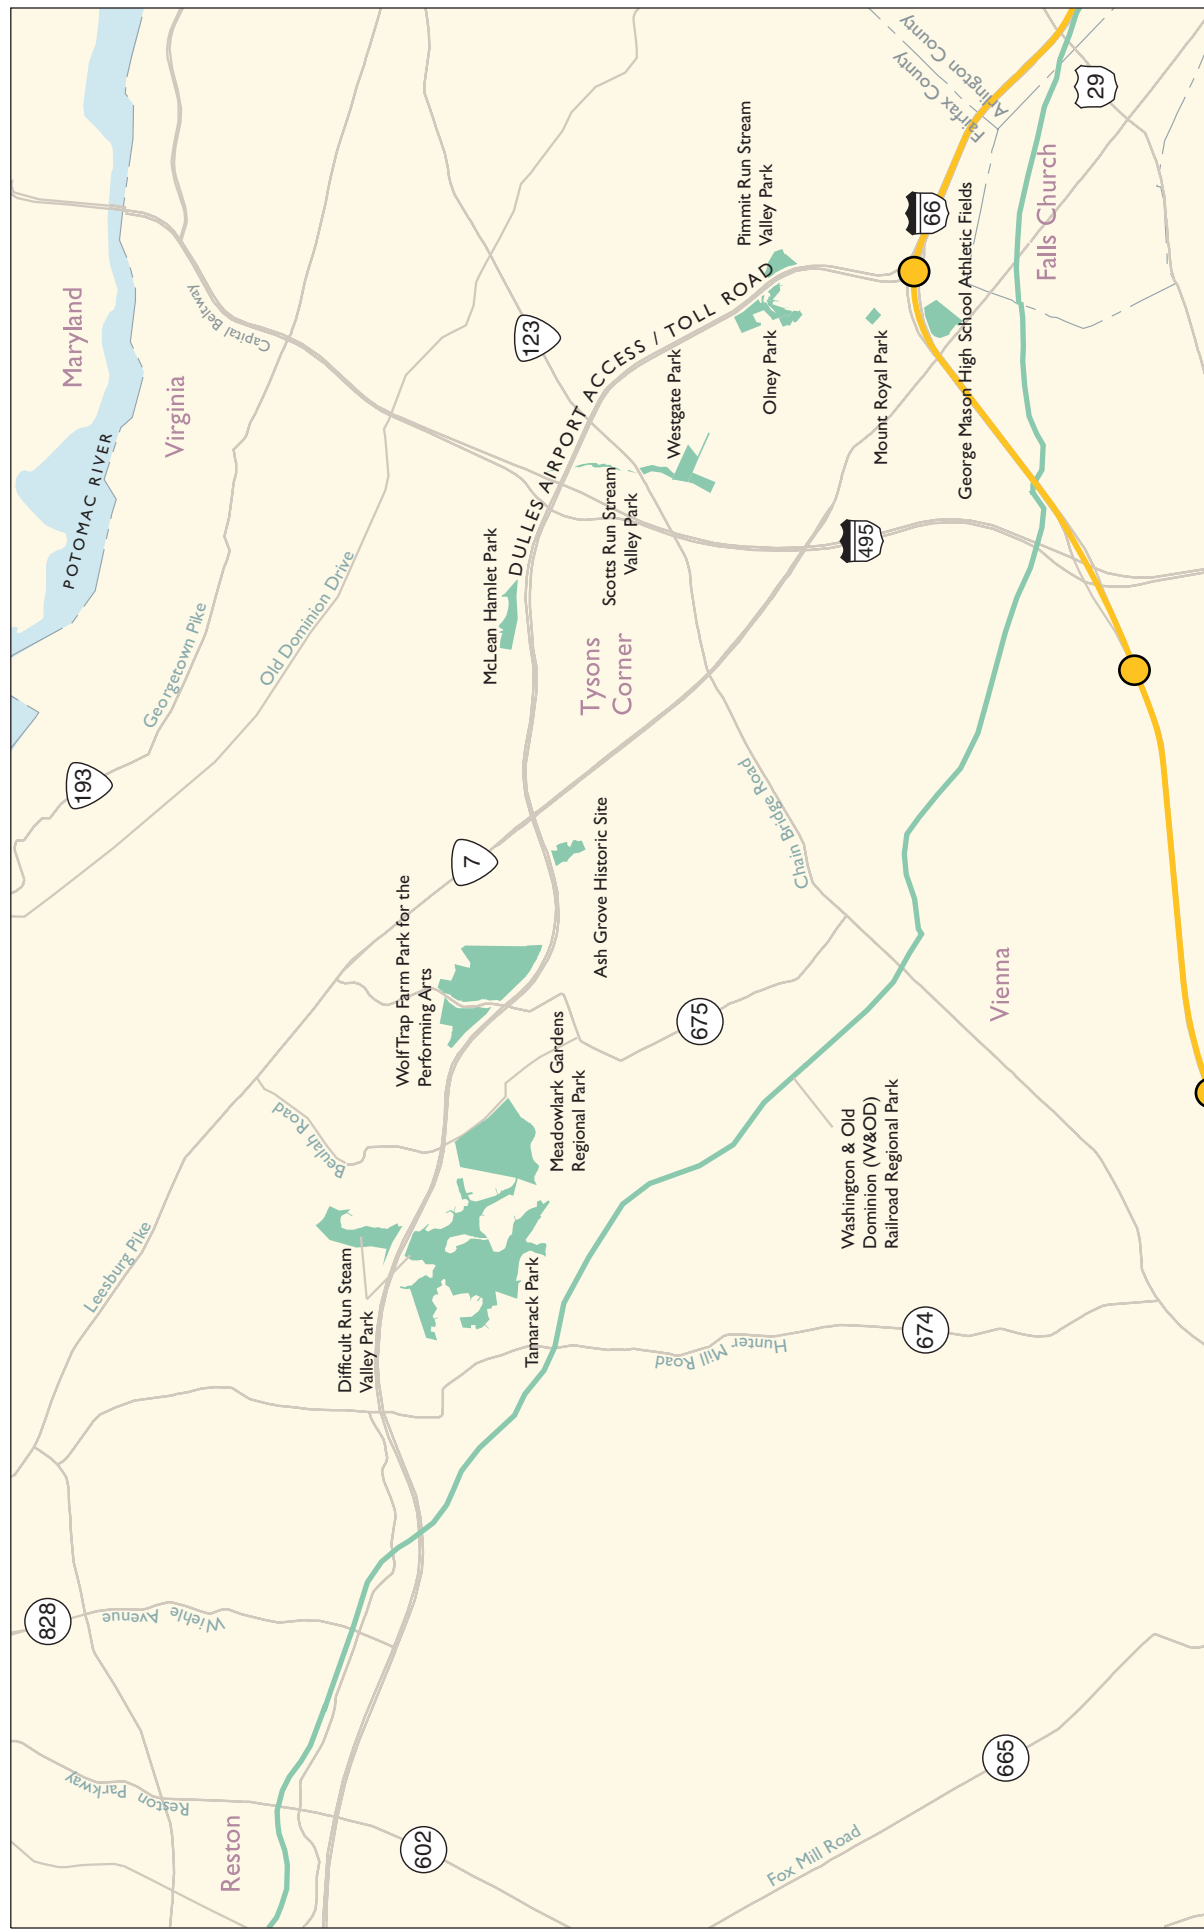 Maryland
Virginia
POTOMAC RIVER
Capital Beltway
Georgetown Pike
Old Dominion Drive
193
123
7
DULLES AIRPORT ACCESS / TOLL ROAD
McLean Hamlet Park
Scotts Run Stream
Valley Park
Westgate Park
Olney Park
Pimmit Run Stream
Valley Park
Mount Royal Park
George Mason High School Athletic Fields
66
495
29
Fairfax County
Arlington County
Falls Church
Tysons
Corner
Chain Bridge Road
Ash Grove Historic Site
Wolf Trap Farm Park for the
Performing Arts
Meadowlark Gardens
Regional Park
675
Vienna
Washington & Old
Dominion (W&OD)
Railroad Regional Park
Beulah Road
Leesburg Pike
Difficult Run Steam
Valley Park
Tamarack Park
Hunter Mill Road
674
828
Wiehle Avenue
Reston Parkway
Reston
602
665
Fox Mill Road